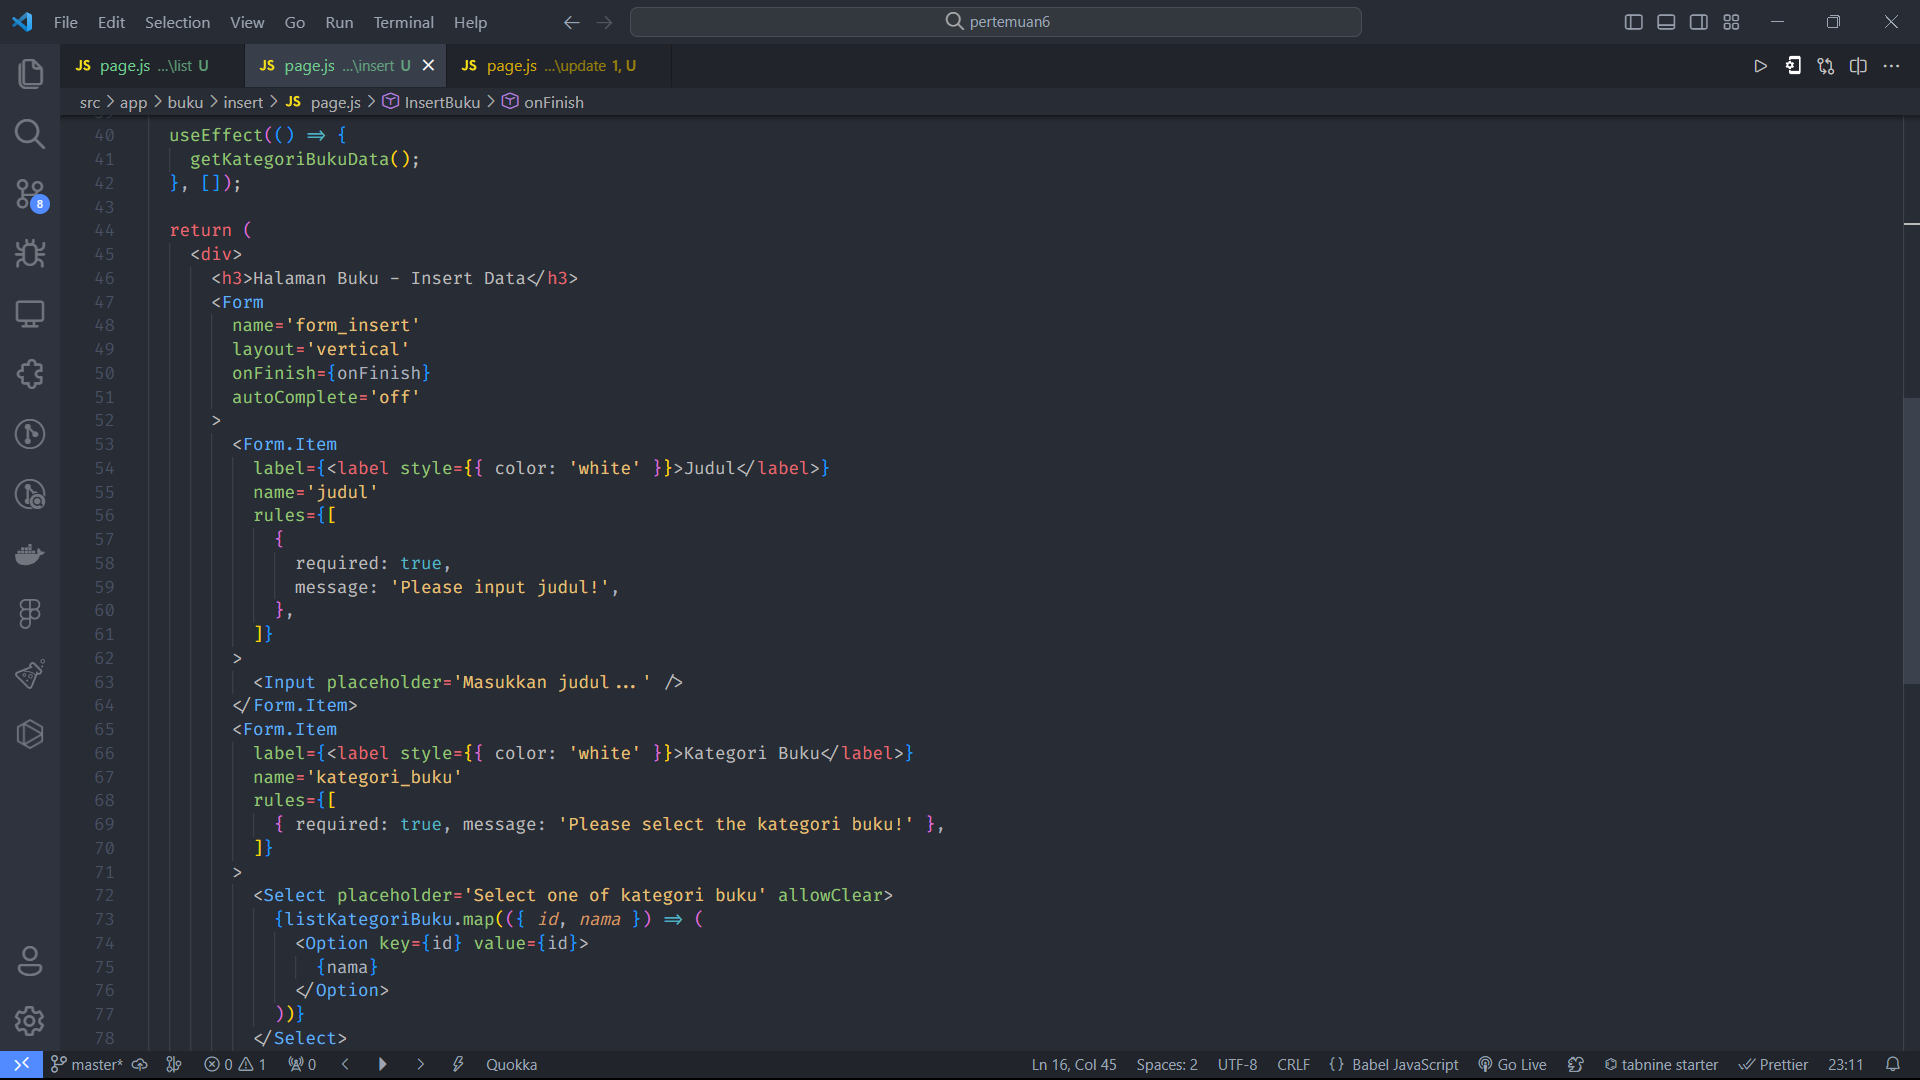 File Edit Selection View Go Run Terminal Help
pertemuan6
JS page.js ...\list U
JS page.js ...\insert U
JS page.js ...\update 1, U
src > app > buku > insert > JS page.js > InsertBuku > onFinish
40 useEffect(() => {
41 getKategoriBukuData();
42 }, []);
43
44 return (
45 <div>
46 <h3>Halaman Buku - Insert Data</h3>
47 <Form
48 name='form_insert'
49 layout='vertical'
50 onFinish={onFinish}
51 autoComplete='off'
52 >
53 <Form.Item
54 label={<label style={{ color: 'white' }}>Judul</label>}
55 name='judul'
56 rules={[
57 {
58 required: true,
59 message: 'Please input judul!',
60 },
61 ]}
62 >
63 <Input placeholder='Masukkan judul...' />
64 </Form.Item>
65 <Form.Item
66 label={<label style={{ color: 'white' }}>Kategori Buku</label>}
67 name='kategori_buku'
68 rules={[
69 { required: true, message: 'Please select the kategori buku!' },
70 ]}
71 >
72 <Select placeholder='Select one of kategori buku' allowClear>
73 {listKategoriBuku.map(({ id, nama }) => (
74 <Option key={id} value={id}>
75 {nama}
76 </Option>
77 ))}
78 </Select>
8
master* 0 1 0 Quokka Ln 16, Col 45 Spaces: 2 UTF-8 CRLF {} Babel JavaScript Go Live tabnine starter Prettier 23:11